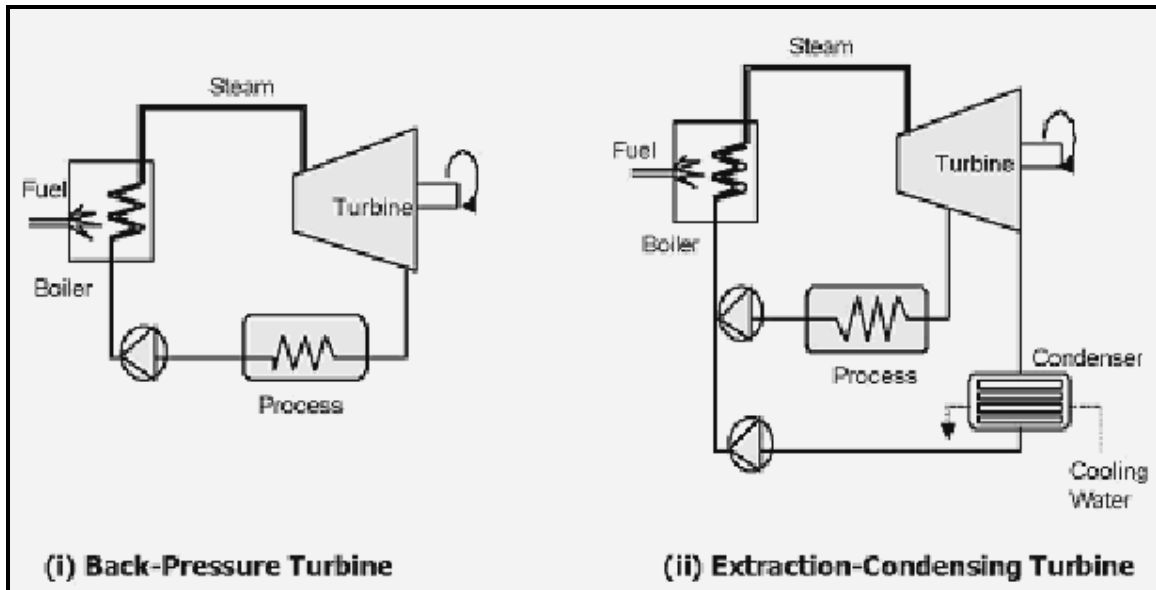 Steam
Fuel
Turbine
Boiler
Process
(i) Back-Pressure Turbine
Steam
Fuel
Turbine
Boiler
Process
Condenser
Cooling
Water
(ii) Extraction-Condensing Turbine